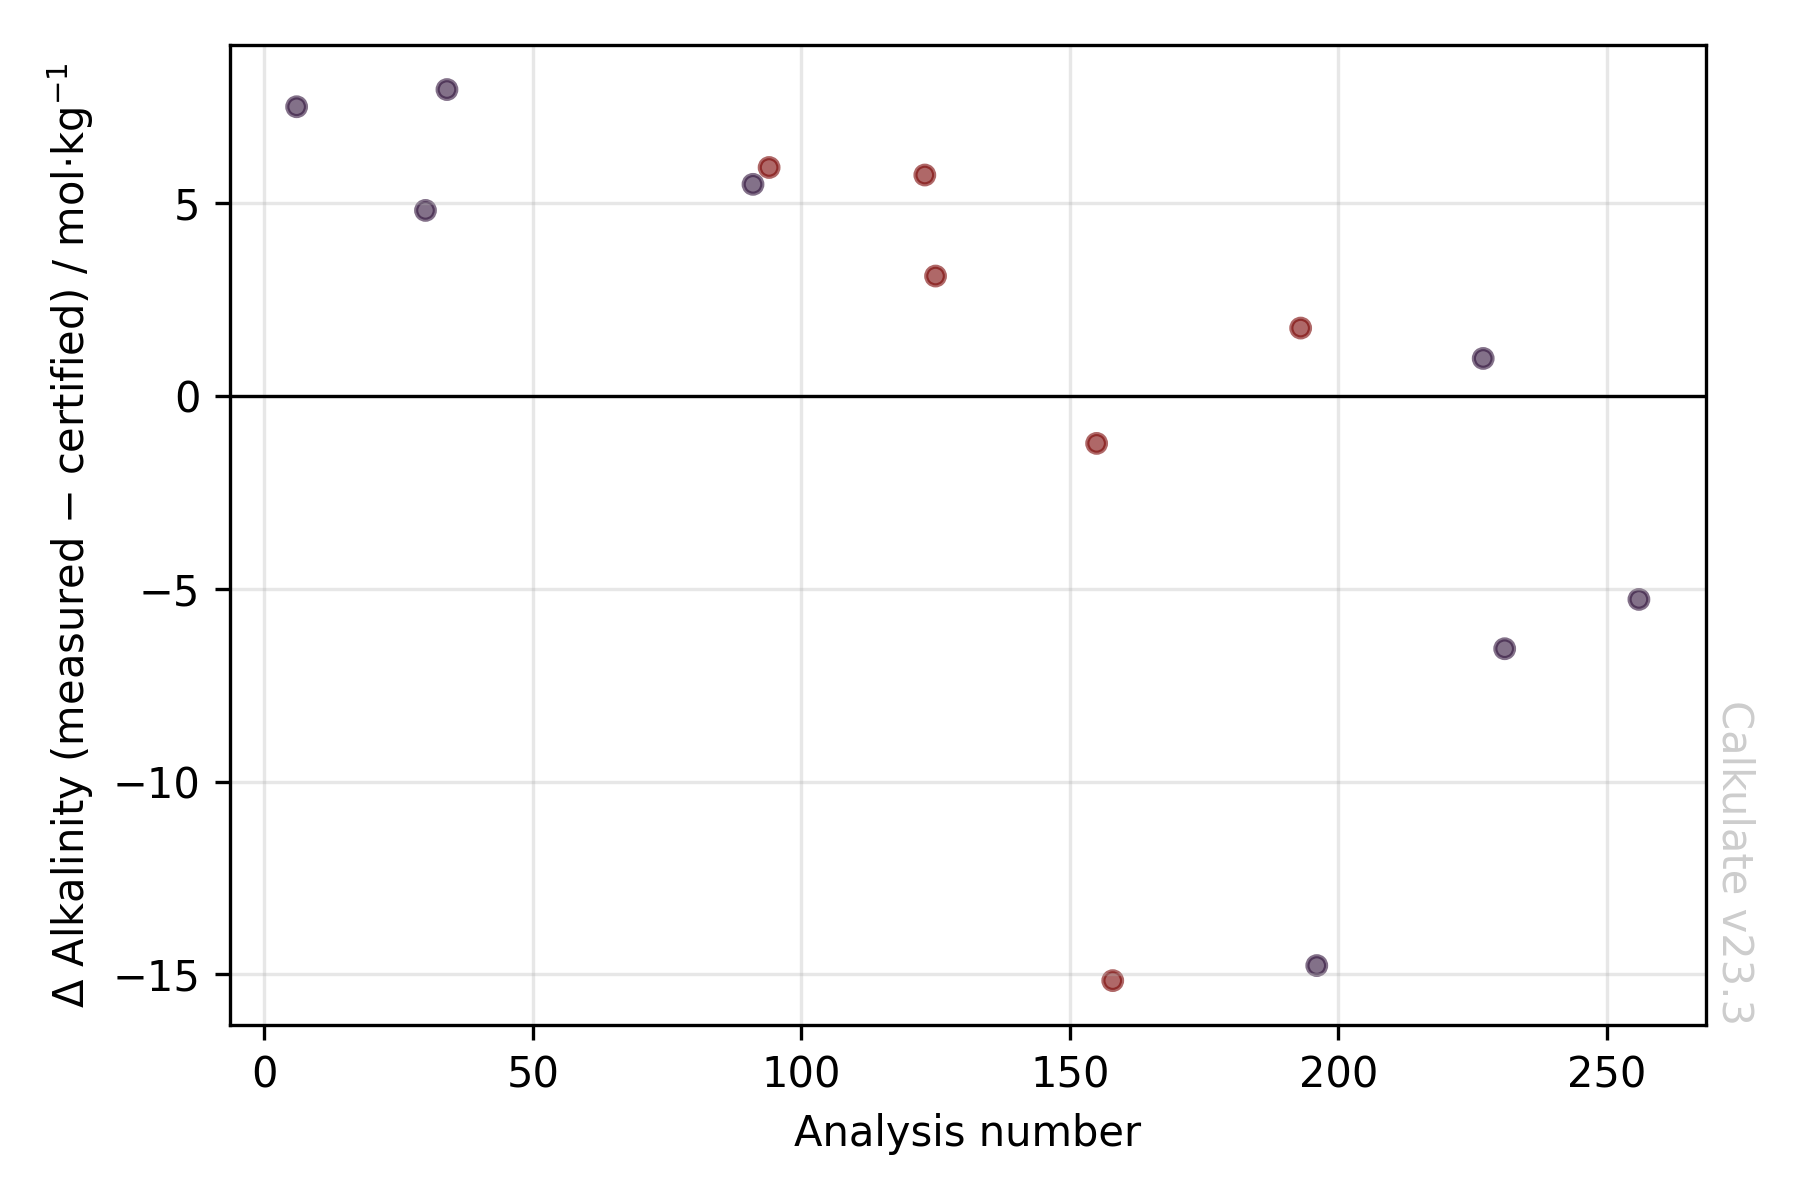 Δ Alkalinity (measured − certified) / mol·kg⁻¹
5
0
−5
−10
−15
0 50 100 150 200 250
Analysis number
Calkulate v23.3